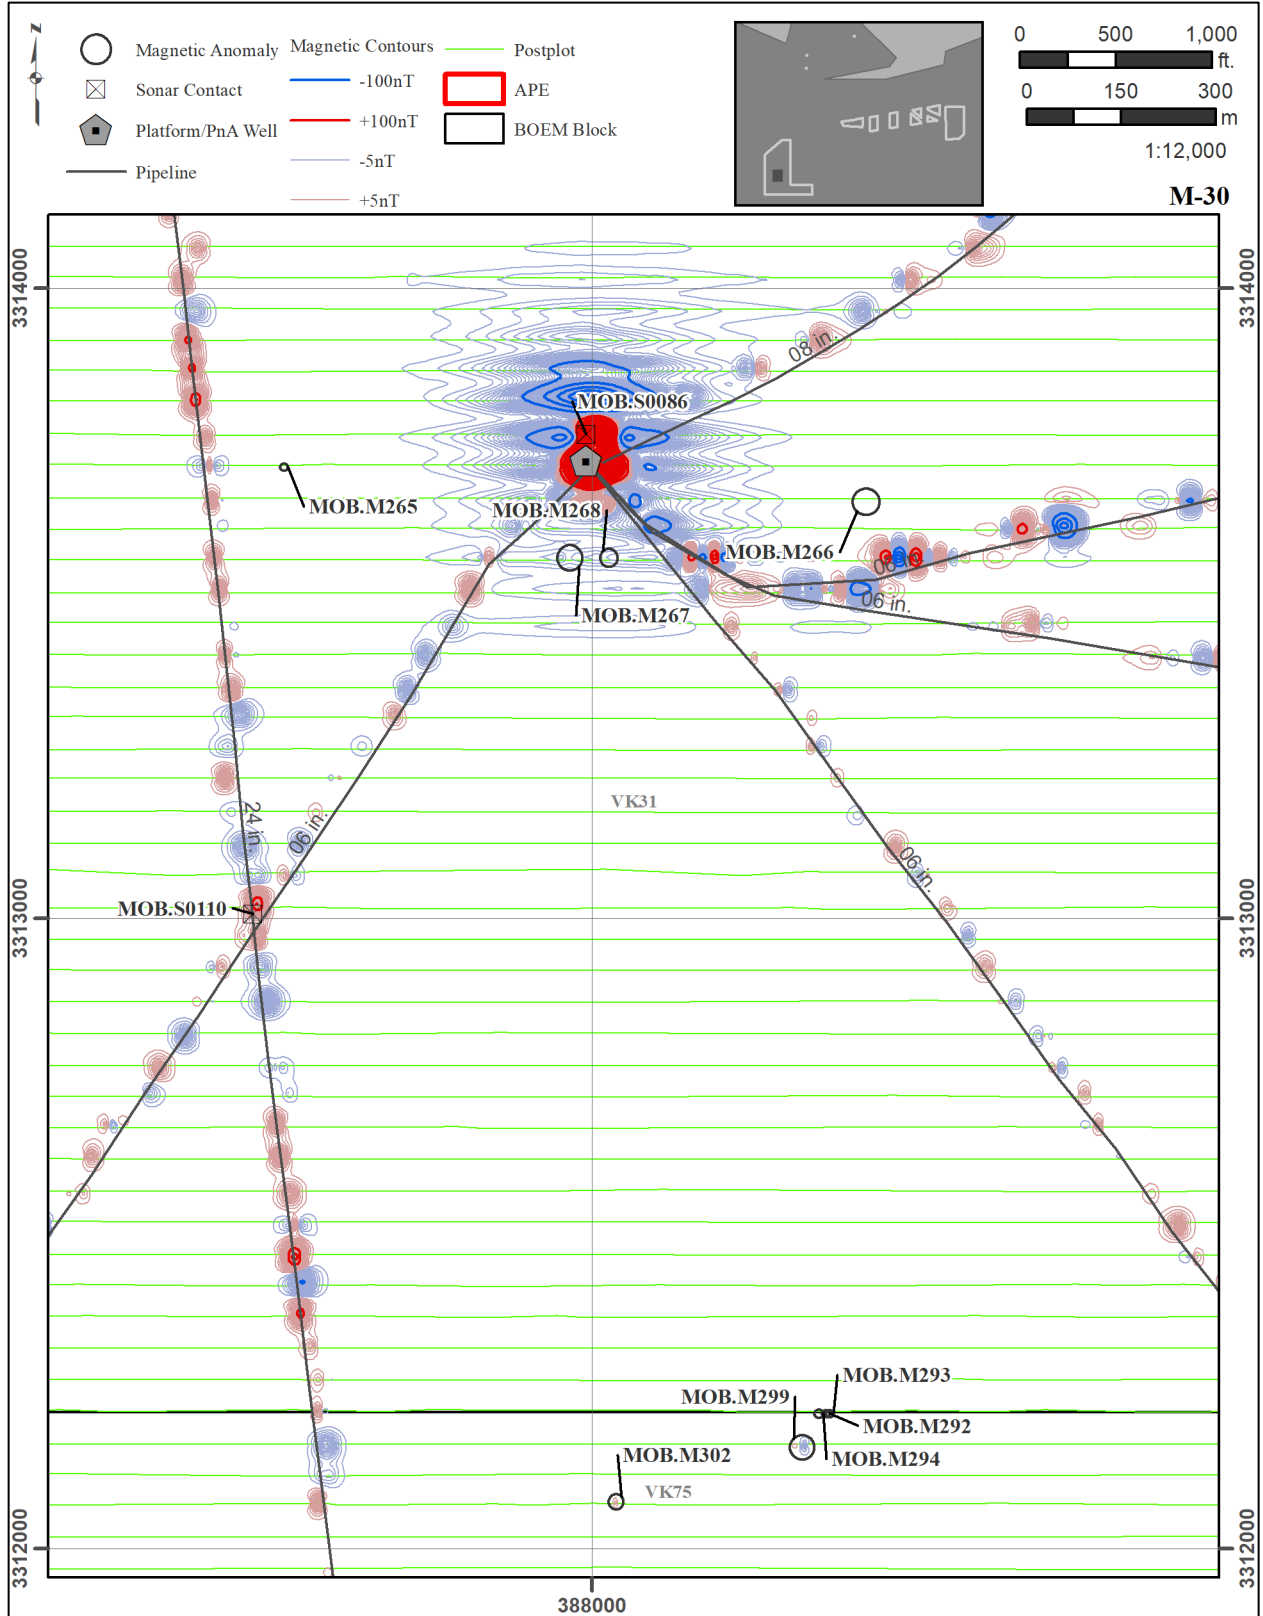 N
Magnetic Anomaly
Sonar Contact
Platform/PnA Well
Pipeline
Magnetic Contours
-100nT
+100nT
-5nT
+5nT
Postplot
APE
BOEM Block
0 500 1,000
ft.
0 150 300
m
1:12,000
M-30
3314000
3314000
08 in.
MOB.S0086
MOB.M265
MOB.M268
MOB.M266
08 in.
06 in.
MOB.M267
VK31
24 in.
06 in.
06 in.
MOB.S0110
3313000
3313000
MOB.M293
MOB.M299
MOB.M292
MOB.M302
MOB.M294
VK75
3312000
3312000
388000